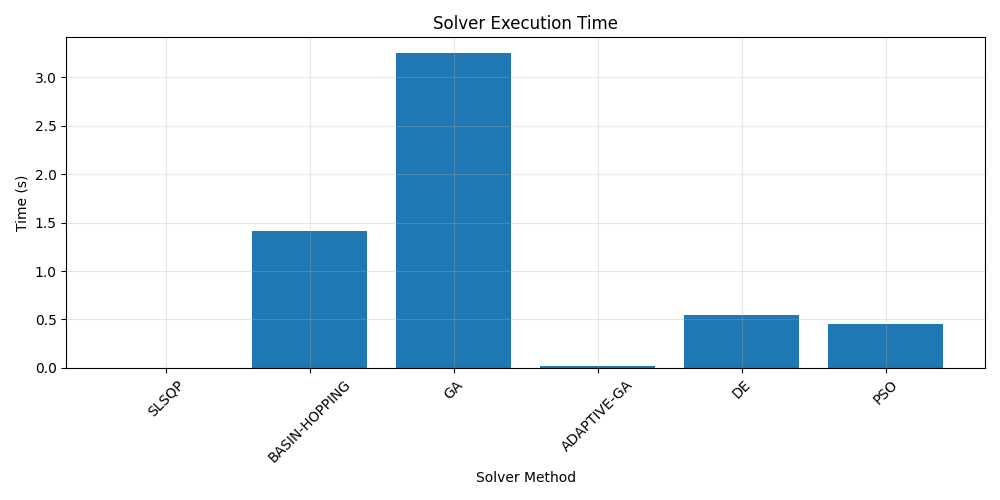 Solver Execution Time
Time (s)
3.0
2.5
2.0
1.5
1.0
0.5
0.0
SLSQP
BASIN-HOPPING
GA
ADAPTIVE-GA
DE
PSO
Solver Method